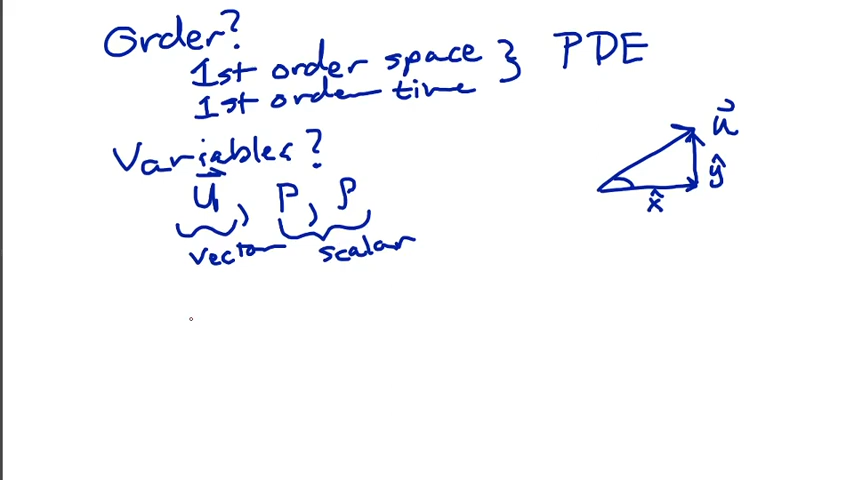 Order?
1st order space } PDE
1st order time
Variables?
u⃗, P, ρ
vector scalar
u⃗
ŷ
x̂